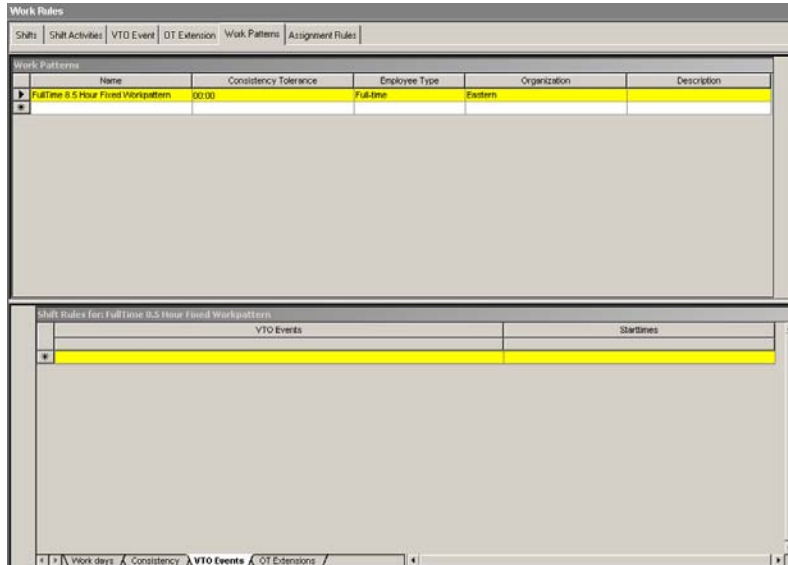 Work Rules
Shifts Shift Activities VTO Event OT Extension Work Patterns Assignment Rules
Work Patterns
Name Consistency Tolerance Employee Type Organization Description
FullTime 8.5 Hour Fixed Workpattern 00:00 Full-time Eastern
Shift Rules for: FullTime 8.5 Hour Fixed Workpattern
VTO Events Starttimes
Work days Consistency VTO Events OT Extensions